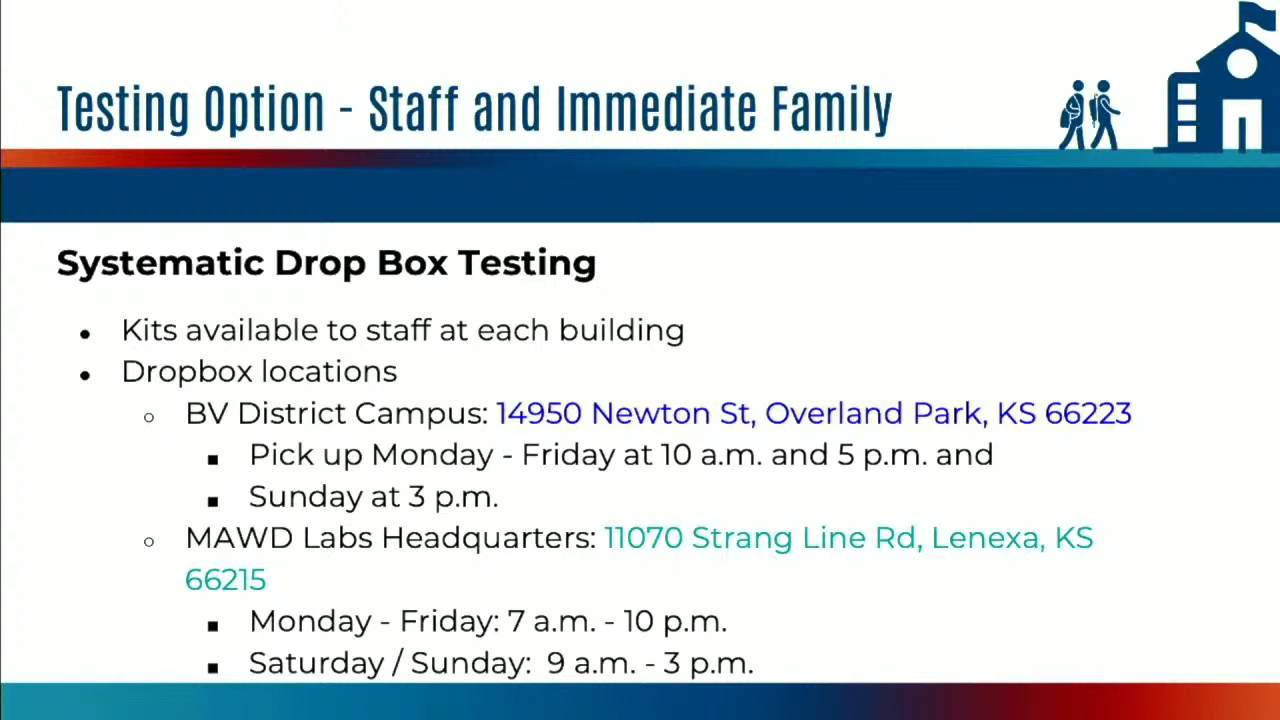 Testing Option - Staff and Immediate Family
Systematic Drop Box Testing
● Kits available to staff at each building
● Dropbox locations
○ BV District Campus: 14950 Newton St, Overland Park, KS 66223
■ Pick up Monday - Friday at 10 a.m. and 5 p.m. and
■ Sunday at 3 p.m.
○ MAWD Labs Headquarters: 11070 Strang Line Rd, Lenexa, KS
66215
■ Monday - Friday: 7 a.m. - 10 p.m.
■ Saturday / Sunday: 9 a.m. - 3 p.m.